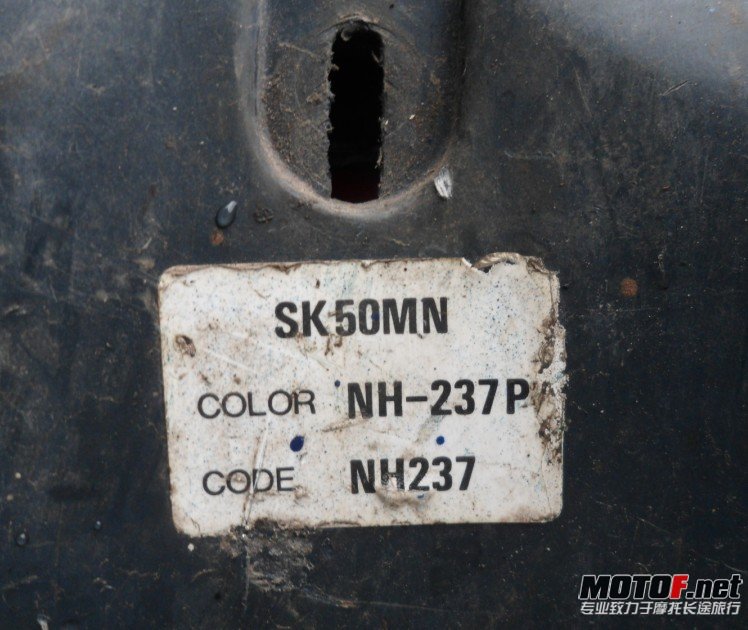 SK50MN
COLOR NH-237P
CODE NH237
MOTOF.net
专业致力于摩托长途旅行